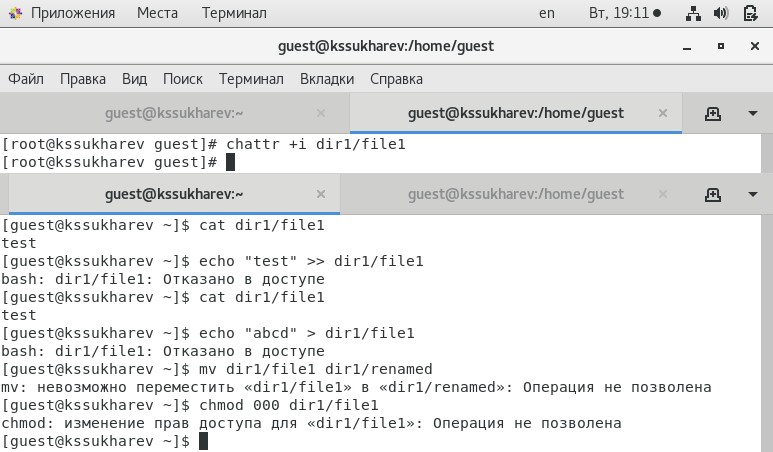 Приложения Места Терминал en Вт, 19:11
guest@kssukharev:/home/guest
Файл Правка Вид Поиск Терминал Вкладки Справка
guest@kssukharev:~ × guest@kssukharev:/home/guest ×
[root@kssukharev guest]# chattr +i dir1/file1
[root@kssukharev guest]#
guest@kssukharev:~ × guest@kssukharev:/home/guest ×
[guest@kssukharev ~]$ cat dir1/file1
test
[guest@kssukharev ~]$ echo "test" >> dir1/file1
bash: dir1/file1: Отказано в доступе
[guest@kssukharev ~]$ cat dir1/file1
test
[guest@kssukharev ~]$ echo "abcd" > dir1/file1
bash: dir1/file1: Отказано в доступе
[guest@kssukharev ~]$ mv dir1/file1 dir1/renamed
mv: невозможно переместить «dir1/file1» в «dir1/renamed»: Операция не позволена
[guest@kssukharev ~]$ chmod 000 dir1/file1
chmod: изменение прав доступа для «dir1/file1»: Операция не позволена
[guest@kssukharev ~]$